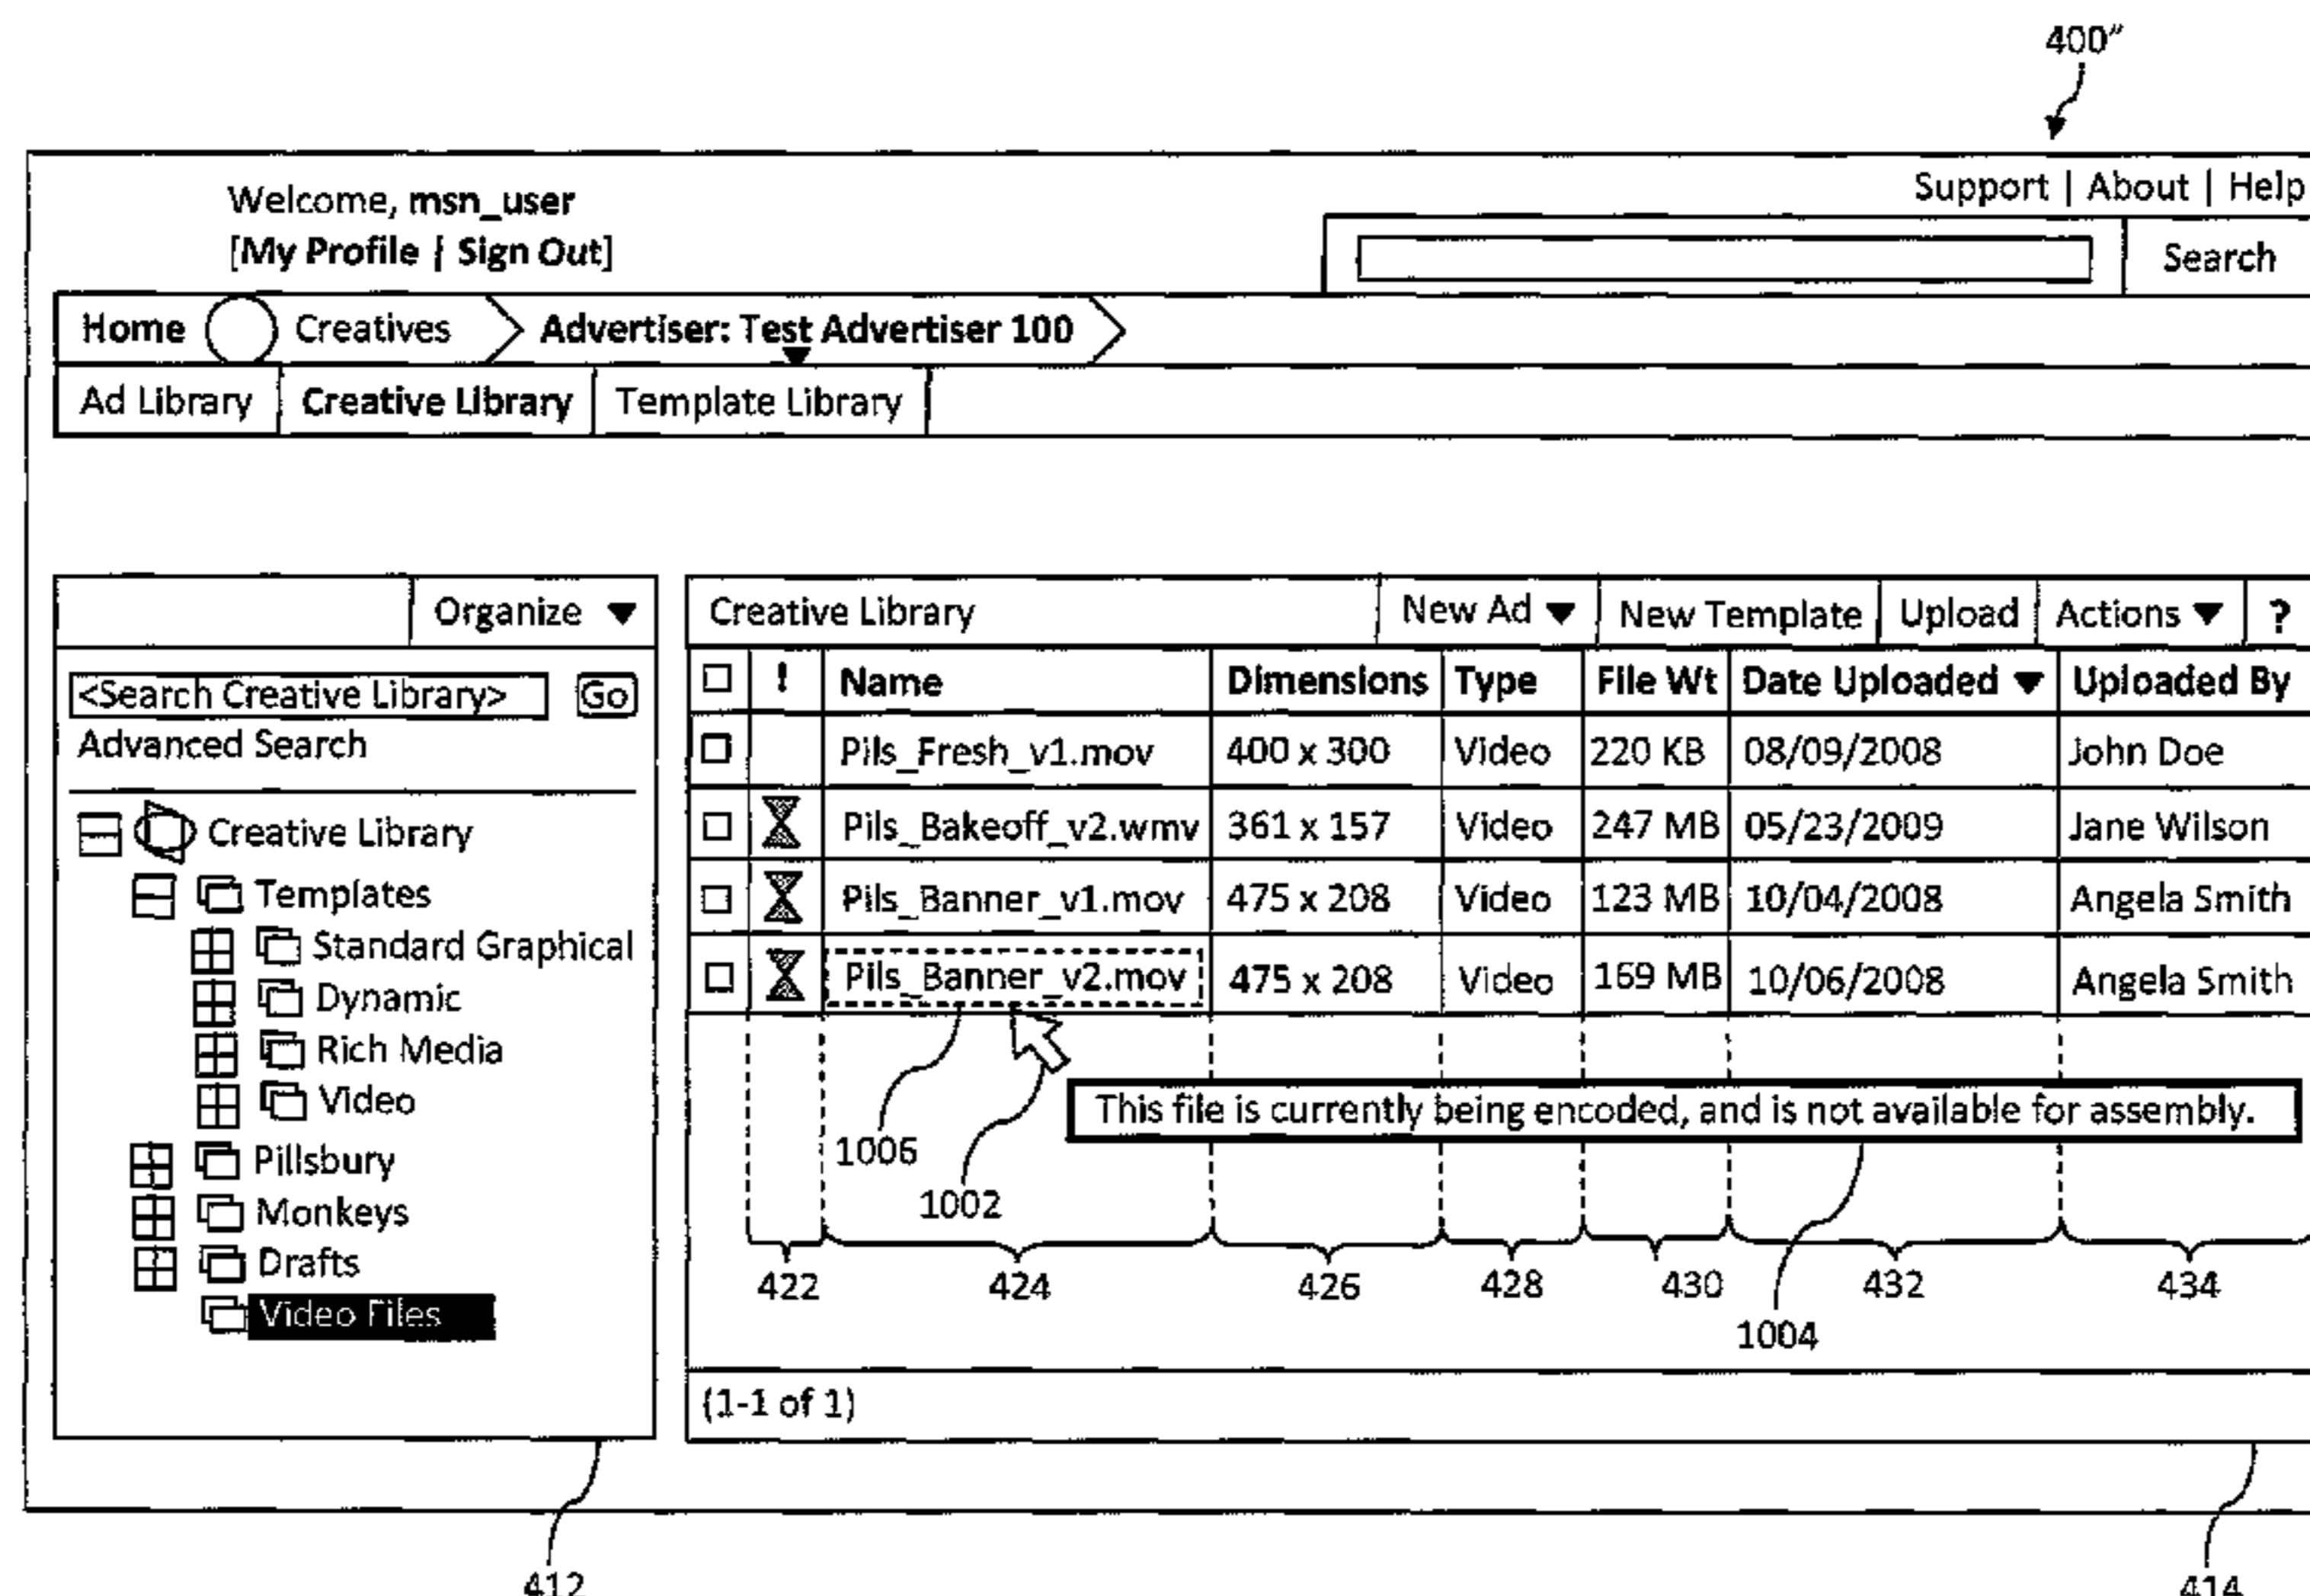 400"
Support | About | Help
Welcome, msn_user
[My Profile | Sign Out]
Search
Home Creatives Advertiser: Test Advertiser 100
Ad Library Creative Library Template Library
Organize
<Search Creative Library> Go
Advanced Search
Creative Library
Templates
Standard Graphical
Dynamic
Rich Media
Video
Pillsbury
Monkeys
Drafts
Video Files
Creative Library New Ad New Template Upload Actions ?
! Name Dimensions Type File Wt Date Uploaded Uploaded By
Pils_Fresh_v1.mov 400 x 300 Video 220 KB 08/09/2008 John Doe
Pils_Bakeoff_v2.wmv 361 x 157 Video 247 MB 05/23/2009 Jane Wilson
Pils_Banner_v1.mov 475 x 208 Video 123 MB 10/04/2008 Angela Smith
Pils_Banner_v2.mov 475 x 208 Video 169 MB 10/06/2008 Angela Smith
This file is currently being encoded, and is not available for assembly.
1006
1002
422 424 426 428 430 432 434
1004
(1-1 of 1)
412 414